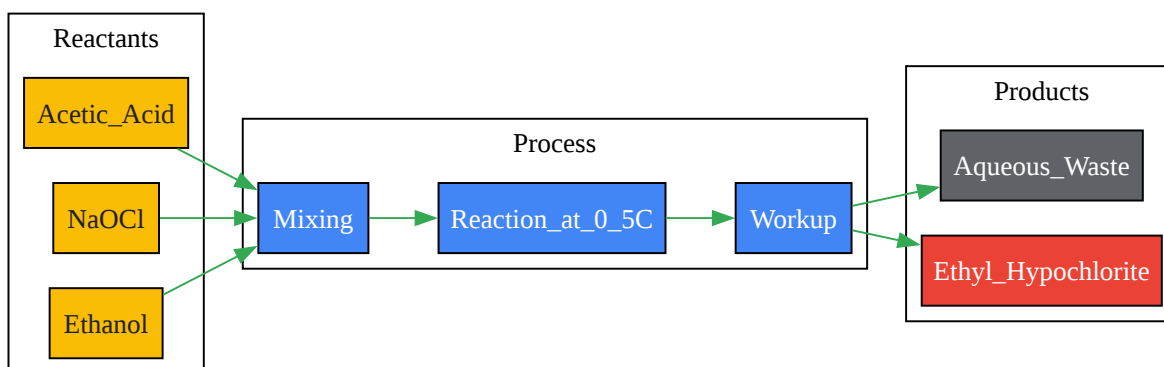 Reactants
Acetic_Acid
NaOCl
Ethanol
Process
Mixing
Reaction_at_0_5C
Workup
Products
Aqueous_Waste
Ethyl_Hypochlorite